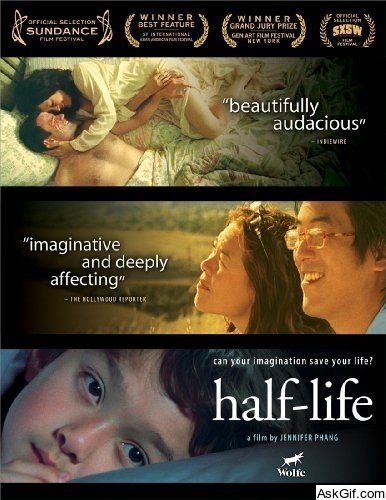 OFFICIAL SELECTION
SUNDANCE
FILM FESTIVAL
WINNER
BEST FEATURE
SF INTERNATIONAL
ASIAN AMERICAN FILM FESTIVAL
WINNER
GRAND JURY PRIZE
GEN ART FILM FESTIVAL
NEW YORK
OFFICIAL SELECTION
SXSW
FILM FESTIVAL
"beautifully
audacious"
– INDIEWIRE
"imaginative
and deeply
affecting"
– THE HOLLYWOOD REPORTER
can your imagination save your life?
half-life
a film by JENNIFER PHANG
Wolfe
AskGif.com